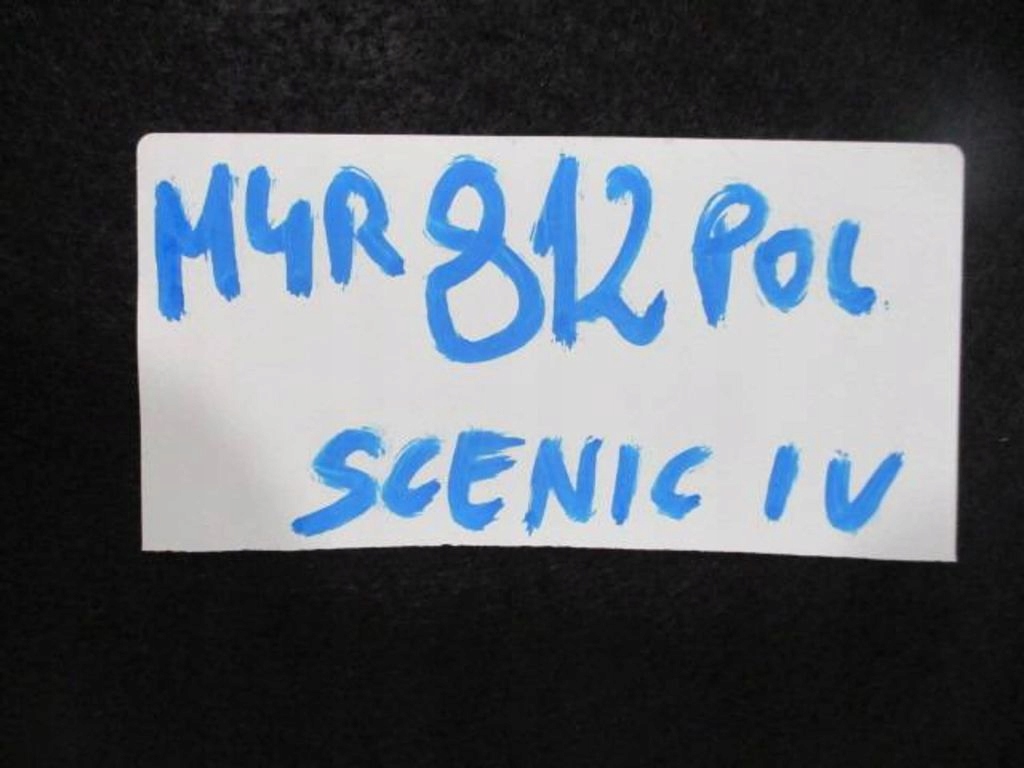 M4R 812 POL
SCENIC IV